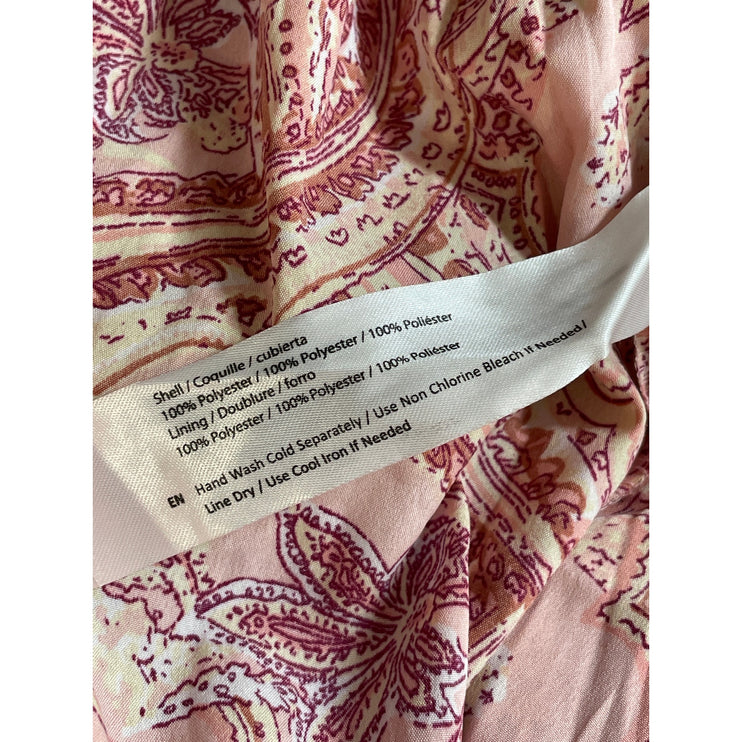 Shell / Coquille / cubierta
100% Polyester / 100% Polyester / 100% Poliéster
Lining / Doublure / forro
100% Polyester / 100% Polyester / 100% Poliéster
EN Hand Wash Cold Separately / Use Non Chlorine Bleach If Needed /
Line Dry / Use Cool Iron If Needed